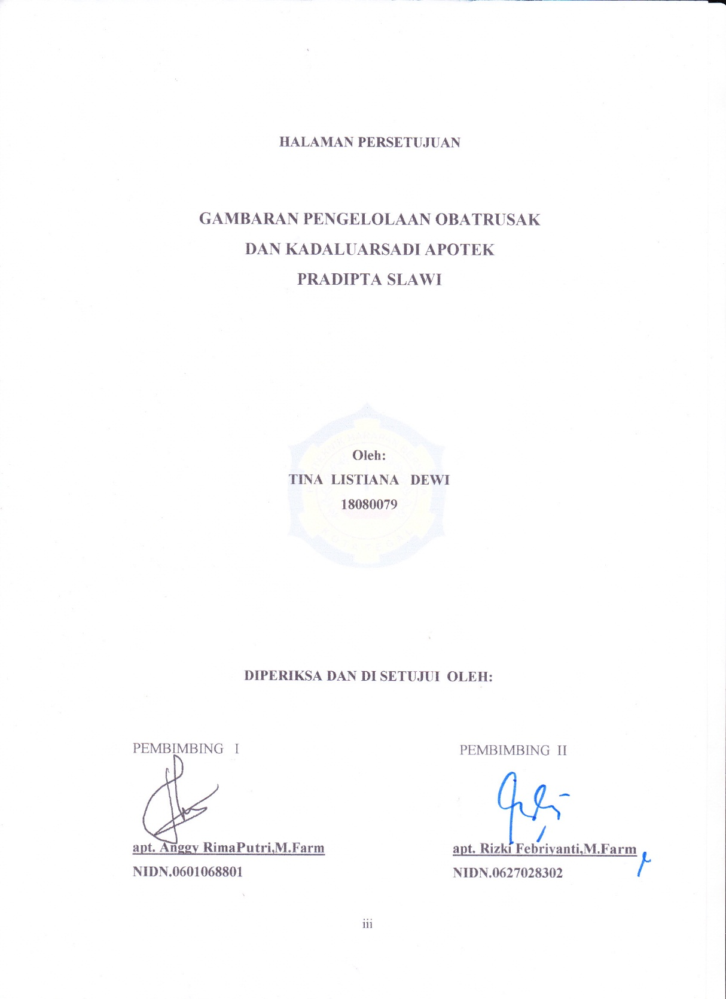 HALAMAN PERSETUJUAN
GAMBARAN PENGELOLAAN OBATRUSAK
DAN KADALUARSADI APOTEK
PRADIPTA SLAWI
Oleh:
TINA LISTIANA DEWI
18080079
DIPERIKSA DAN DI SETUJUI OLEH:
PEMBIMBING I PEMBIMBING II
apt. Anggy RimaPutri,M.Farm apt. Rizki Febriyanti,M.Farm
NIDN.0601068801 NIDN.0627028302
iii